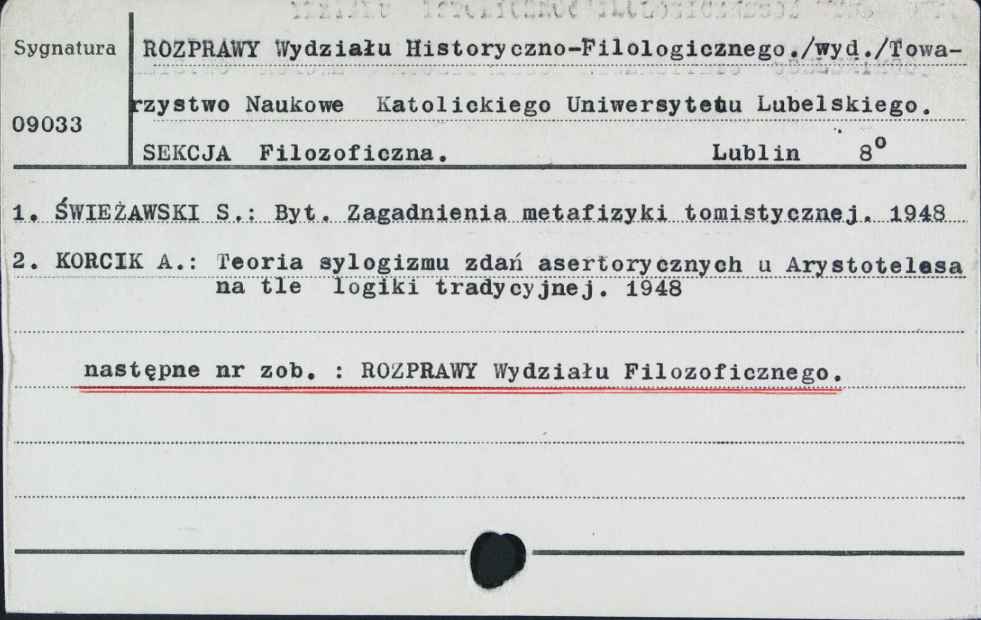 Sygnatura
ROZPRAWY Wydziału Historyczno-Filologicznego./wyd./Towa-
rzystwo Naukowe Katolickiego Uniwersytetu Lubelskiego.
09033
SEKCJA Filozoficzna. Lublin 8°
1. ŚWIEŻAWSKI S.: Byt. Zagadnienia metafizyki tomistycznej. 1948
2. KORCIK A.: Teoria sylogizmu zdań asertorycznych u Arystotelesa
na tle logiki tradycyjnej. 1948
następne nr zob. : ROZPRAWY Wydziału Filozoficznego.